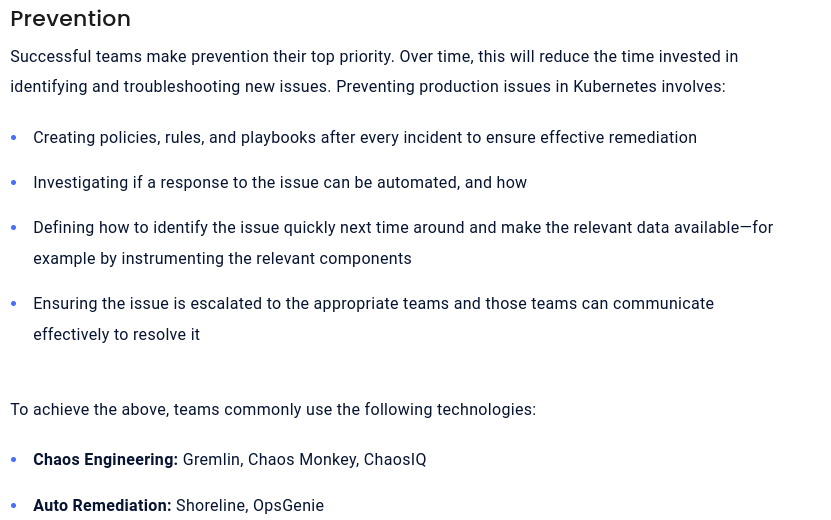 Prevention
Successful teams make prevention their top priority. Over time, this will reduce the time invested in
identifying and troubleshooting new issues. Preventing production issues in Kubernetes involves:
• Creating policies, rules, and playbooks after every incident to ensure effective remediation
• Investigating if a response to the issue can be automated, and how
• Defining how to identify the issue quickly next time around and make the relevant data available—for
example by instrumenting the relevant components
• Ensuring the issue is escalated to the appropriate teams and those teams can communicate
effectively to resolve it
To achieve the above, teams commonly use the following technologies:
• Chaos Engineering: Gremlin, Chaos Monkey, ChaosIQ
• Auto Remediation: Shoreline, OpsGenie